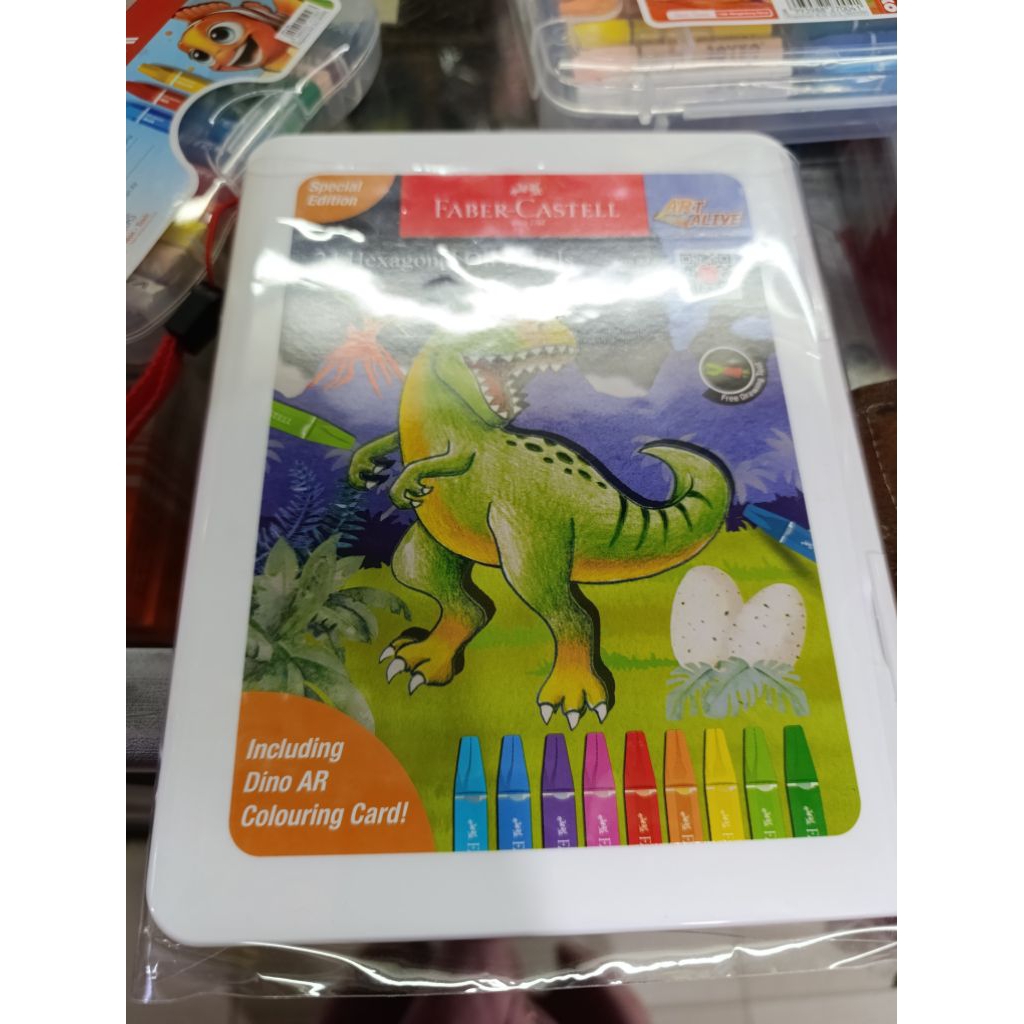 Special
Edition
FABER-CASTELL
ART
ALIVE
Hexagonal
Free Drawing Tool
Including
Dino AR
Colouring Card!